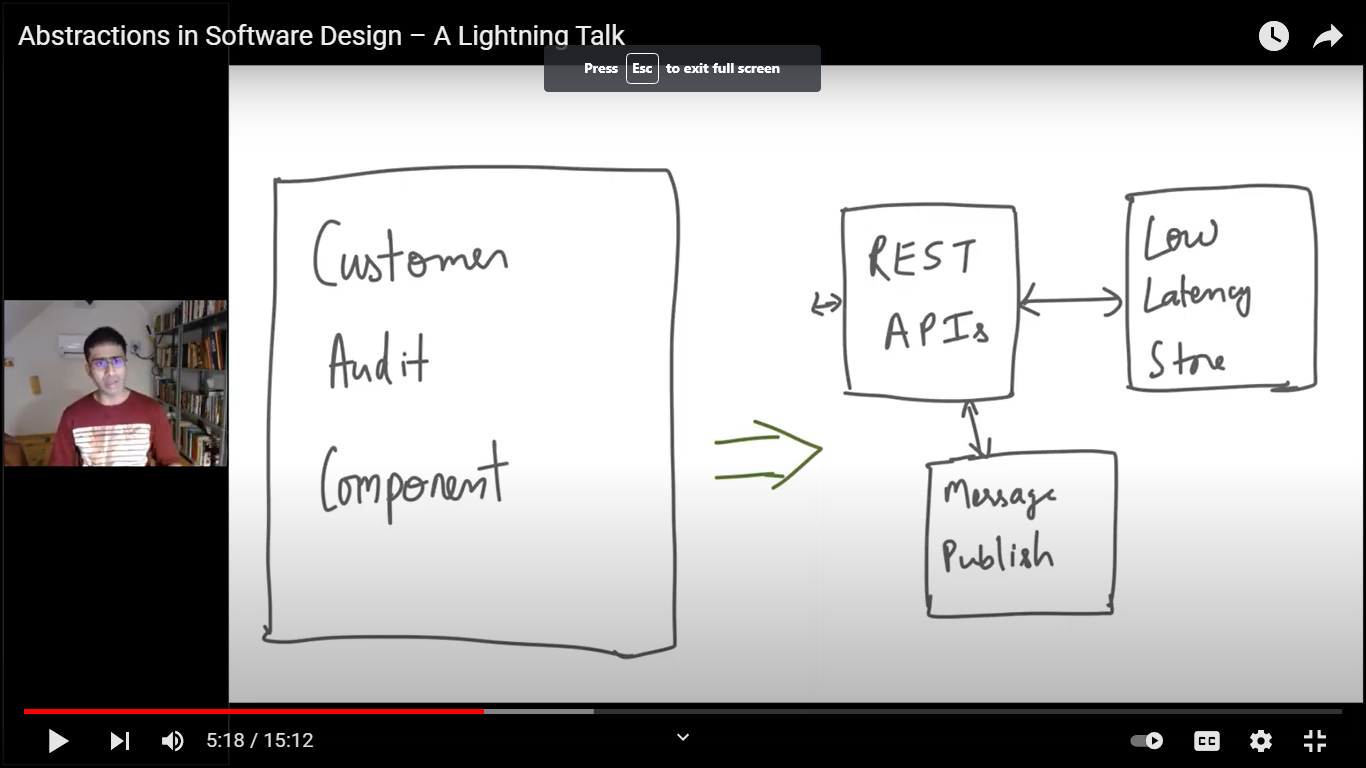 Abstractions in Software Design – A Lightning Talk
Press Esc to exit full screen
Customer
Audit
Component
REST
APIs
Low
Latency
Store
Message
Publish
5:18 / 15:12
CC